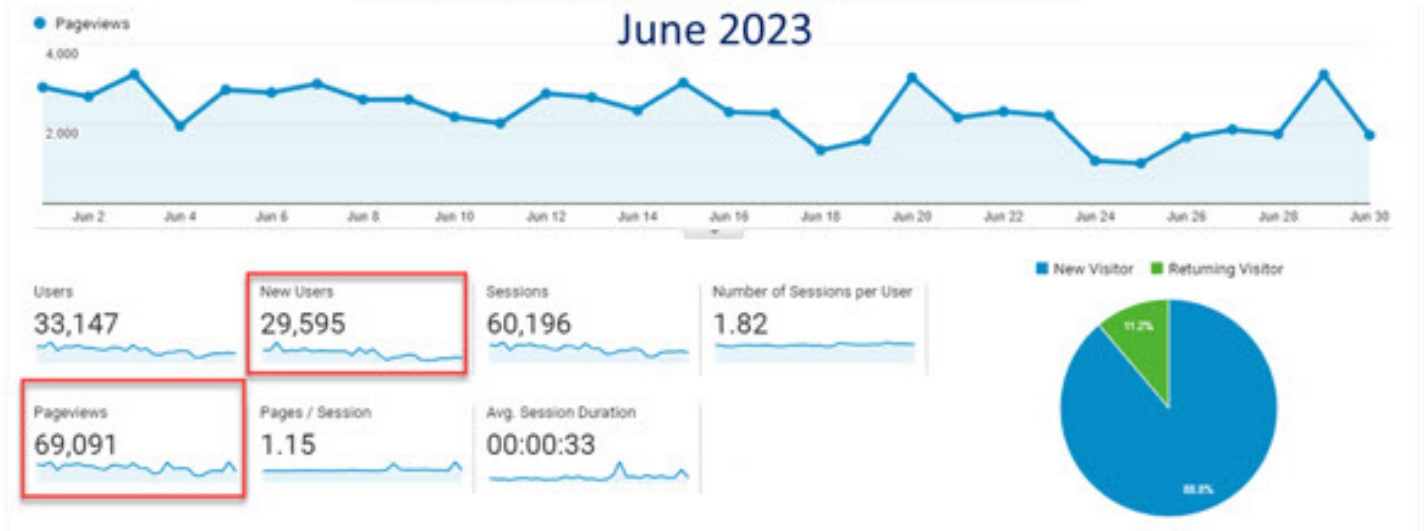 June 2023
Pageviews
4,000
2,000
Jun 2 Jun 4 Jun 6 Jun 8 Jun 10 Jun 12 Jun 14 Jun 16 Jun 18 Jun 20 Jun 22 Jun 24 Jun 26 Jun 28 Jun 30
New Visitor Returning Visitor
Users New Users Sessions Number of Sessions per User
33,147 29,595 60,196 1.82
11.2%
Pageviews Pages / Session Avg. Session Duration
69,091 1.15 00:00:33
88.8%